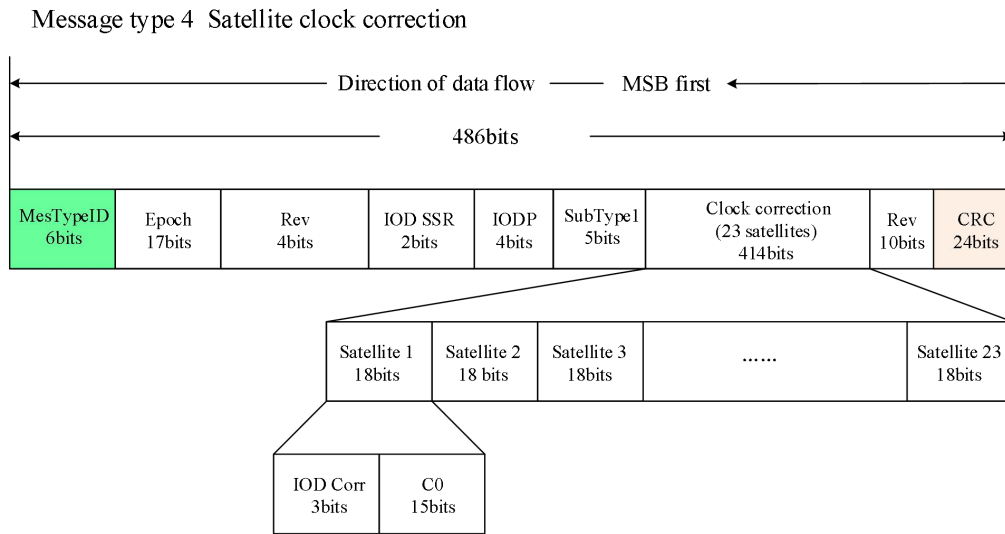 Message type 4  Satellite clock correction
Direction of data flow
MSB first
486bits
MesTypeID
6bits
Epoch
17bits
Rev
4bits
IOD SSR
2bits
IODP
4bits
SubType1
5bits
Clock correction
(23 satellites)
414bits
Rev
10bits
CRC
24bits
Satellite 1
18bits
Satellite 2
18 bits
Satellite 3
18bits
......
Satellite 23
18bits
IOD Corr
3bits
C0
15bits